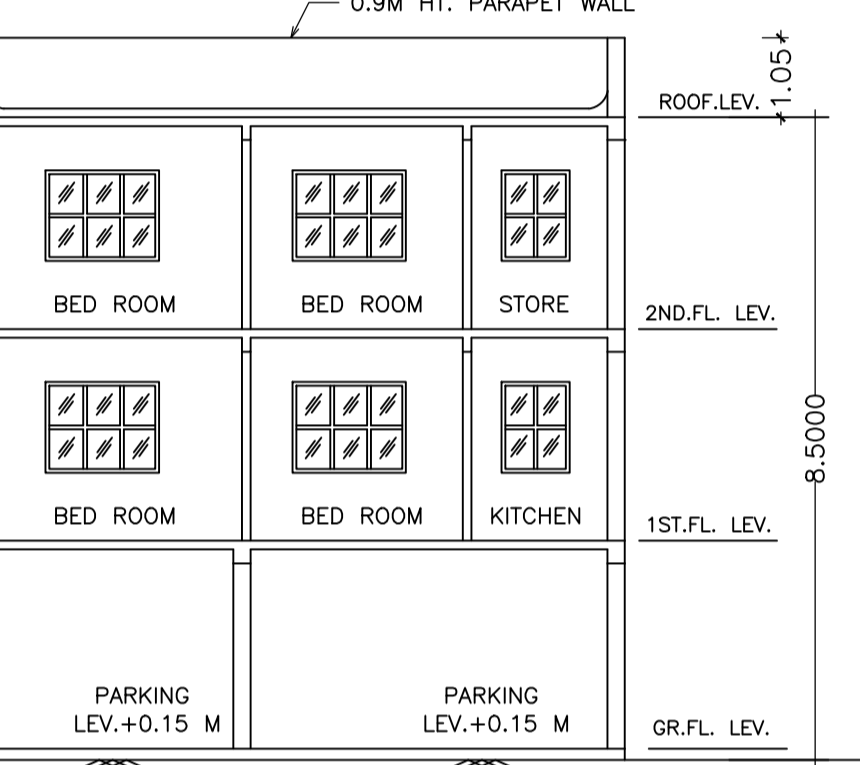 0.9M HT. PARAPET WALL
1.05
ROOF.LEV.
BED ROOM BED ROOM STORE
2ND.FL. LEV.
8.5000
BED ROOM BED ROOM KITCHEN
1ST.FL. LEV.
PARKING PARKING
LEV.+0.15 M LEV.+0.15 M
GR.FL. LEV.